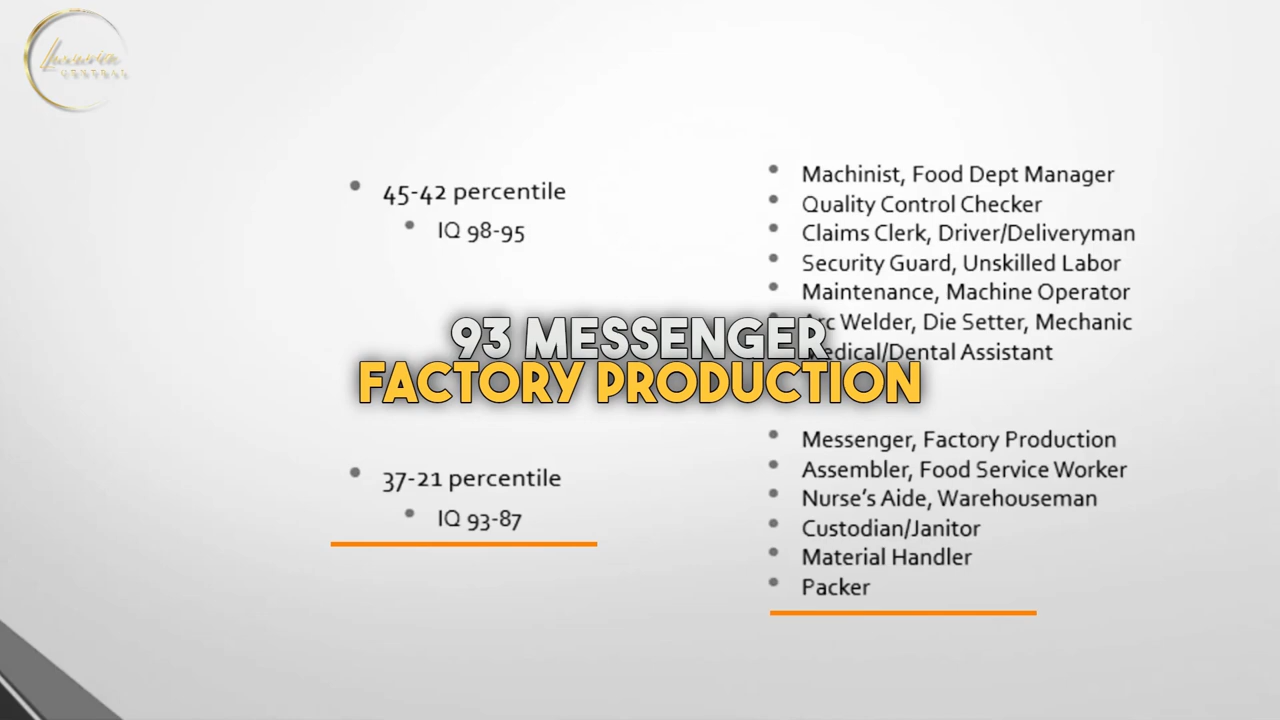 45-42 percentile
IQ 98-95
Machinist, Food Dept Manager
Quality Control Checker
Claims Clerk, Driver/Deliveryman
Security Guard, Unskilled Labor
Maintenance, Machine Operator
Welder, Die Setter, Mechanic
Assistant
93 MESSENGER
FACTORY PRODUCTION
37-21 percentile
IQ 93-87
Messenger, Factory Production
Assembler, Food Service Worker
Nurse's Aide, Warehouseman
Custodian/Janitor
Material Handler
Packer